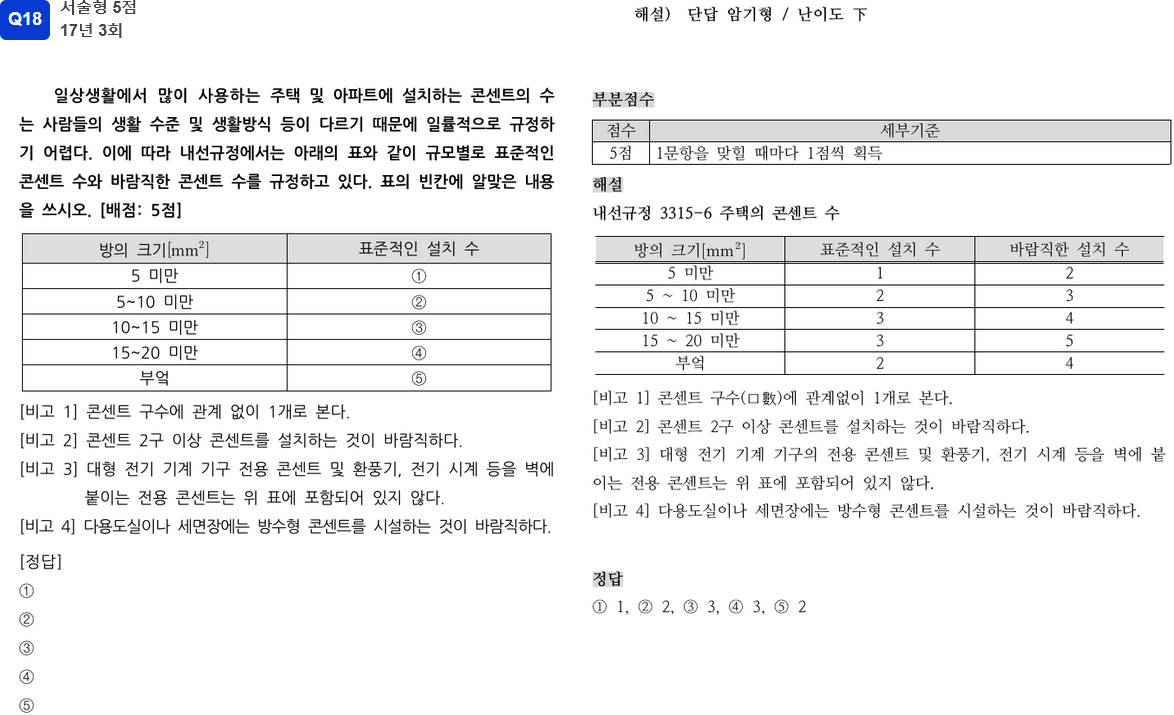 Q18
서술형 5점
17년 3회
일상생활에서 많이 사용하는 주택 및 아파트에 설치하는 콘센트의 수
는 사람들의 생활 수준 및 생활방식 등이 다르기 때문에 일률적으로 규정하
기 어렵다. 이에 따라 내선규정에서는 아래의 표와 같이 규모별로 표준적인
콘센트 수와 바람직한 콘센트 수를 규정하고 있다. 표의 빈칸에 알맞은 내용
을 쓰시오. [배점: 5점]
방의 크기[mm²] 표준적인 설치 수
5 미만 ①
5~10 미만 ②
10~15 미만 ③
15~20 미만 ④
부엌 ⑤
[비고 1] 콘센트 구수에 관계 없이 1개로 본다.
[비고 2] 콘센트 2구 이상 콘센트를 설치하는 것이 바람직하다.
[비고 3] 대형 전기 기계 기구 전용 콘센트 및 환풍기, 전기 시계 등을 벽에
붙이는 전용 콘센트는 위 표에 포함되어 있지 않다.
[비고 4] 다용도실이나 세면장에는 방수형 콘센트를 시설하는 것이 바람직하다.
[정답]
①
②
③
④
⑤
해설) 단답 암기형 / 난이도 下
부분점수
점수 세부기준
5점 1문항을 맞힐 때마다 1점씩 획득
해설
내선규정 3315-6 주택의 콘센트 수
방의 크기[mm²] 표준적인 설치 수 바람직한 설치 수
5 미만 1 2
5 ~ 10 미만 2 3
10 ~ 15 미만 3 4
15 ~ 20 미만 3 5
부엌 2 4
[비고 1] 콘센트 구수(口數)에 관계없이 1개로 본다.
[비고 2] 콘센트 2구 이상 콘센트를 설치하는 것이 바람직하다.
[비고 3] 대형 전기 기계 기구의 전용 콘센트 및 환풍기, 전기 시계 등을 벽에 붙
이는 전용 콘센트는 위 표에 포함되어 있지 않다.
[비고 4] 다용도실이나 세면장에는 방수형 콘센트를 시설하는 것이 바람직하다.
정답
① 1, ② 2, ③ 3, ④ 3, ⑤ 2